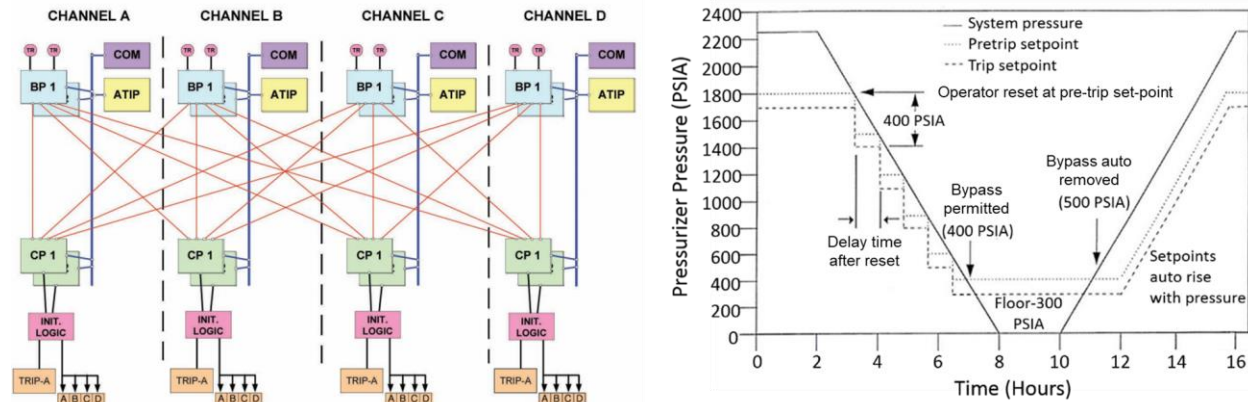 CHANNEL A
CHANNEL B
CHANNEL C
CHANNEL D
TR TR
TR TR
TR TR
TR TR
COM
COM
COM
COM
BP 1
BP 1
BP 1
BP 1
ATIP
ATIP
ATIP
ATIP
CP 1
CP 1
CP 1
CP 1
INIT.
LOGIC
INIT.
LOGIC
INIT.
LOGIC
INIT.
LOGIC
TRIP-A
TRIP-A
TRIP-A
TRIP-A
A B C D
A B C D
A B C D
A B C D
Pressurizer Pressure (PSIA)
2400
2200
2000
1800
1600
1400
1200
1000
800
600
400
200
0
System pressure
Pretrip setpoint
Trip setpoint
Operator reset at pre-trip set-point
400 PSIA
Bypass auto
removed
(500 PSIA)
Bypass
permitted
(400 PSIA)
Delay time
after reset
Setpoints
auto rise
with pressure
Floor-300
PSIA
0 2 4 6 8 10 12 14 16
Time (Hours)